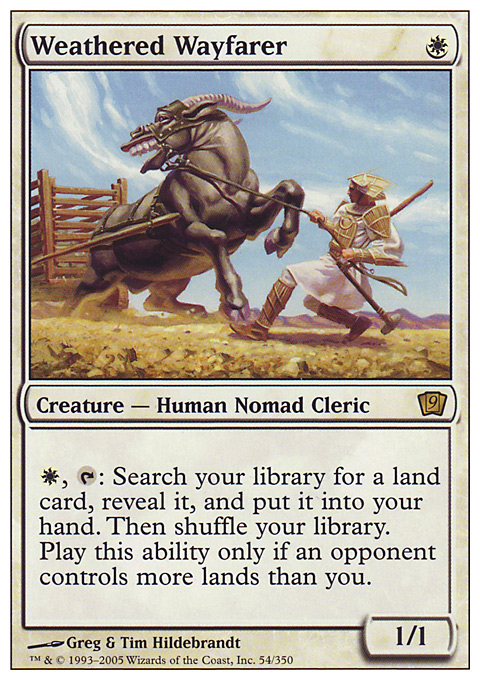 Weathered Wayfarer
Creature — Human Nomad Cleric
9
: Search your library for a land
card, reveal it, and put it into your
hand. Then shuffle your library.
Play this ability only if an opponent
controls more lands than you.
Greg & Tim Hildebrandt
1/1
™ & © 1993–2005 Wizards of the Coast, Inc. 54/350